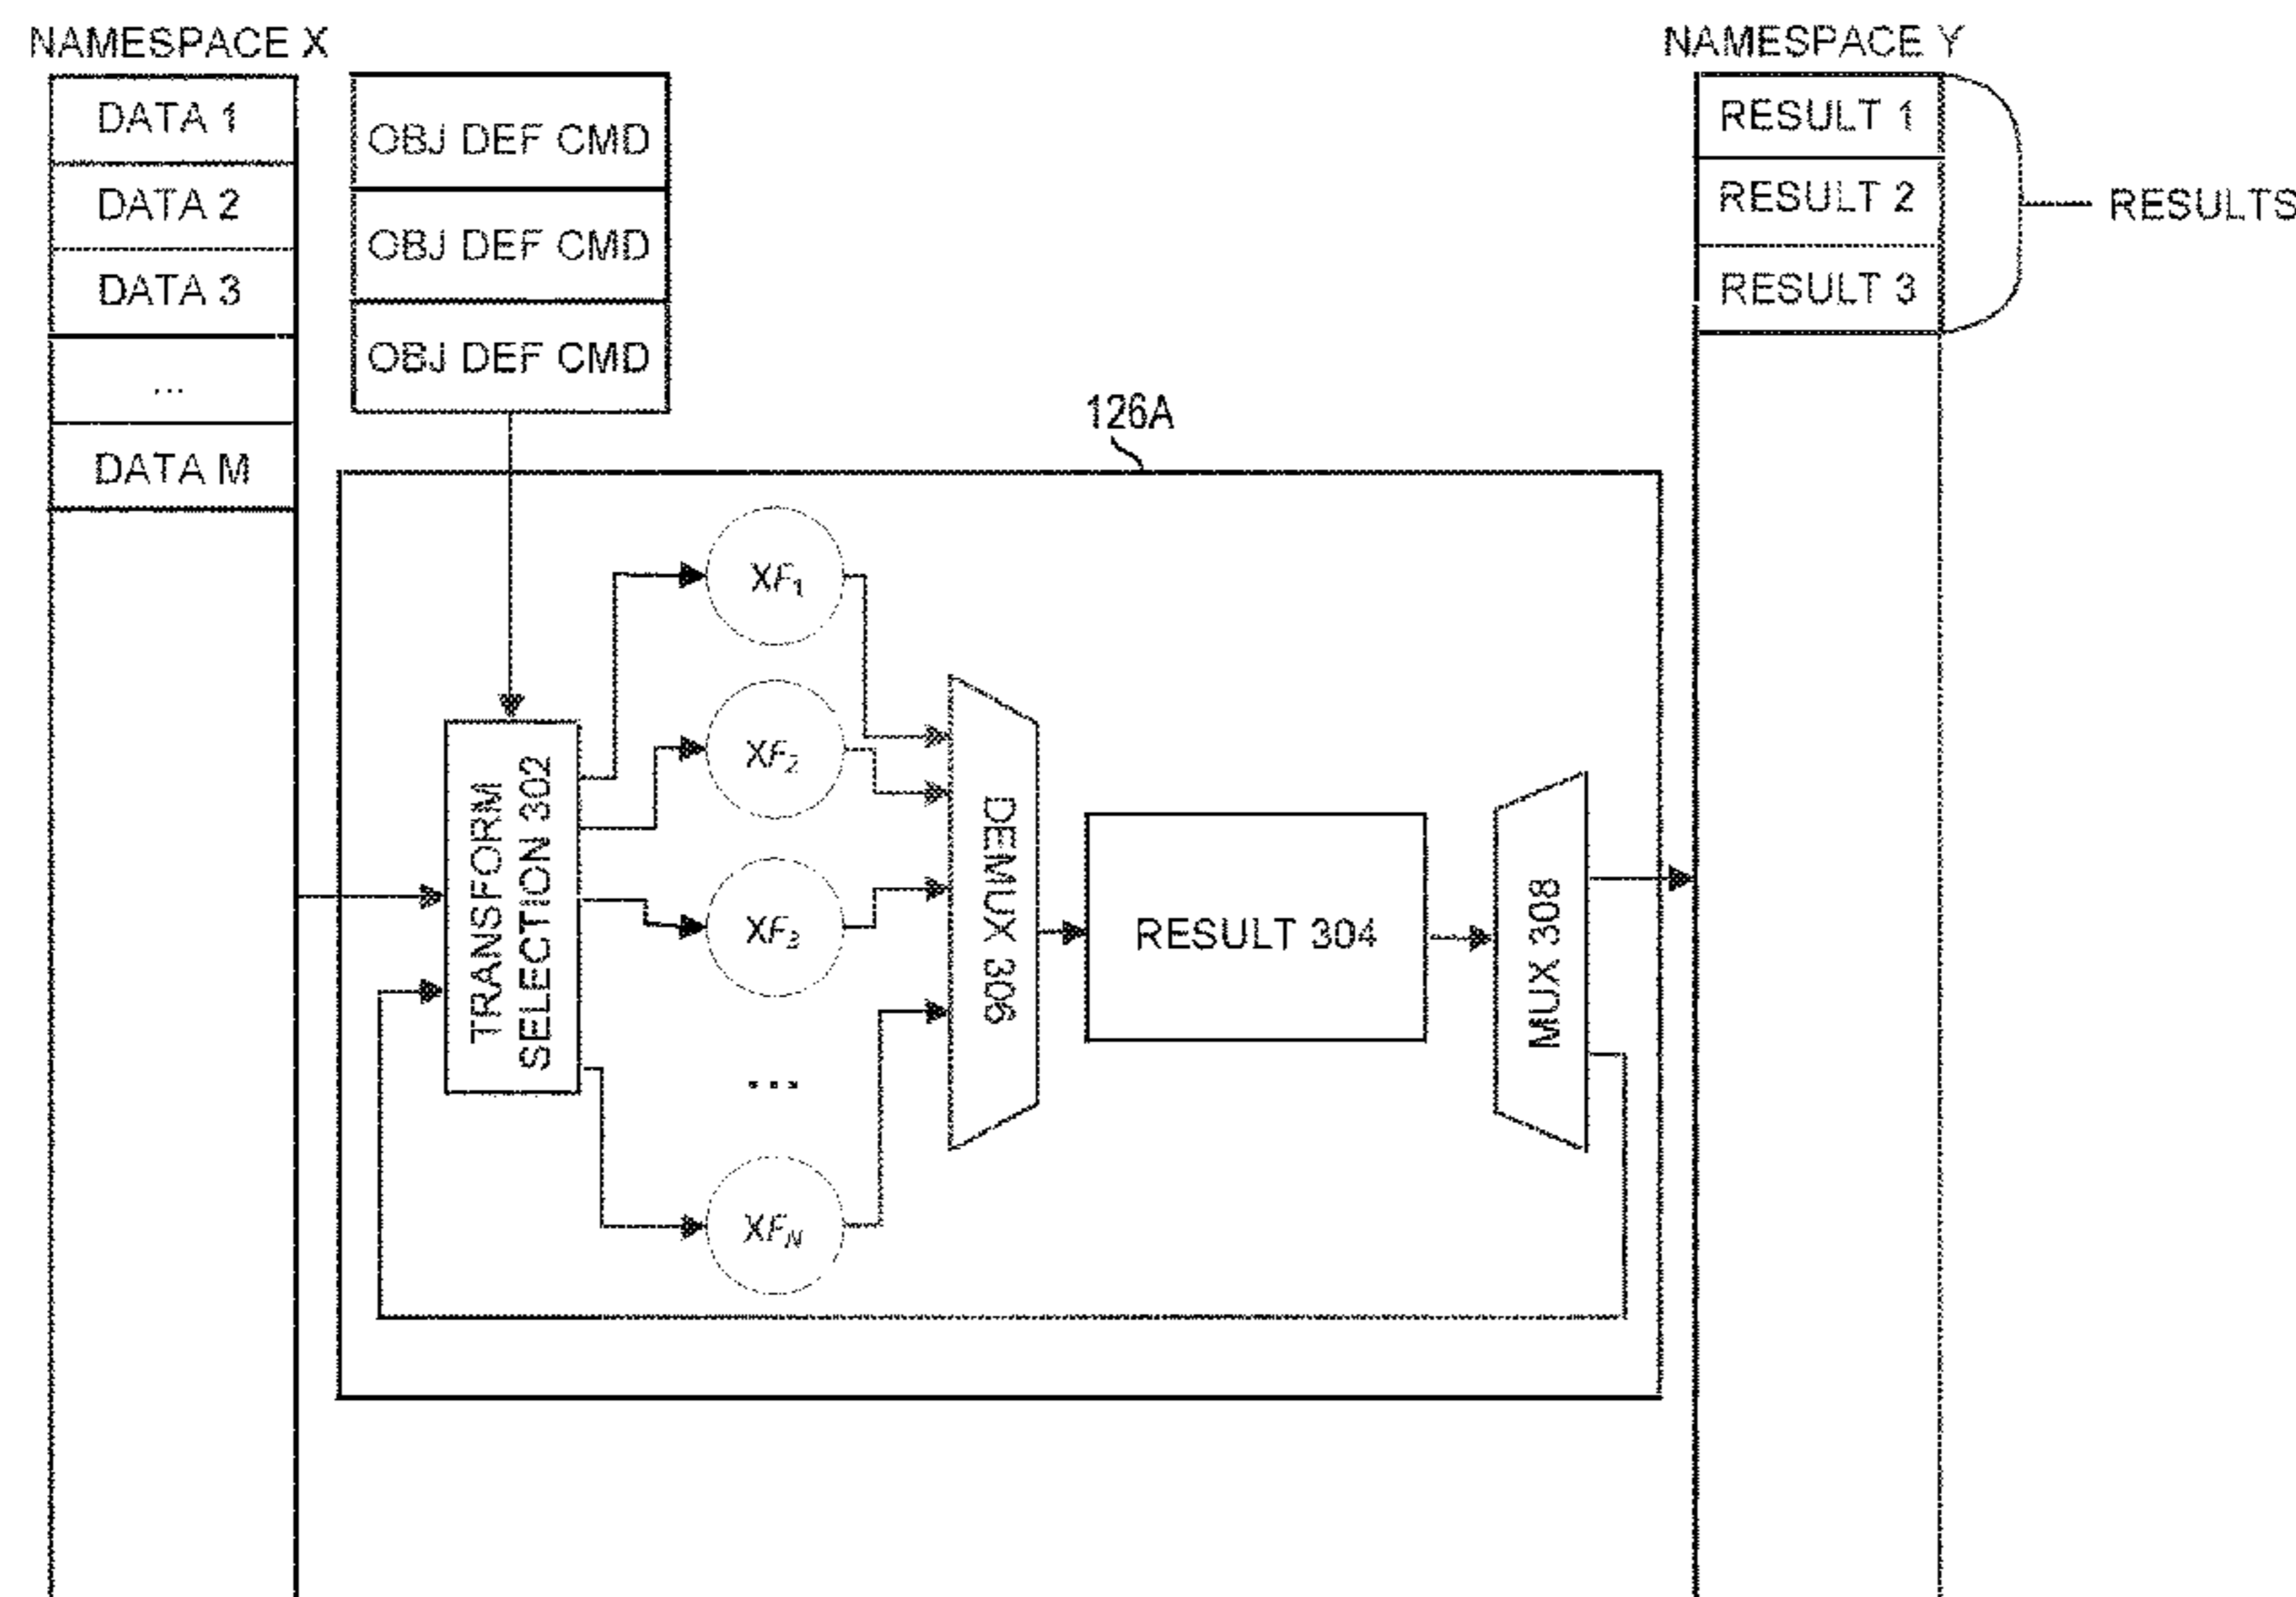 NAMESPACE X
DATA 1
DATA 2
DATA 3
...
DATA M
OBJ DEF CMD
OBJ DEF CMD
OBJ DEF CMD
NAMESPACE Y
RESULT 1
RESULT 2
RESULT 3
RESULTS
126A
TRANSFORM
SELECTION 302
XF1
XF2
XF3
...
XFN
DEMUX 306
RESULT 304
MUX 308